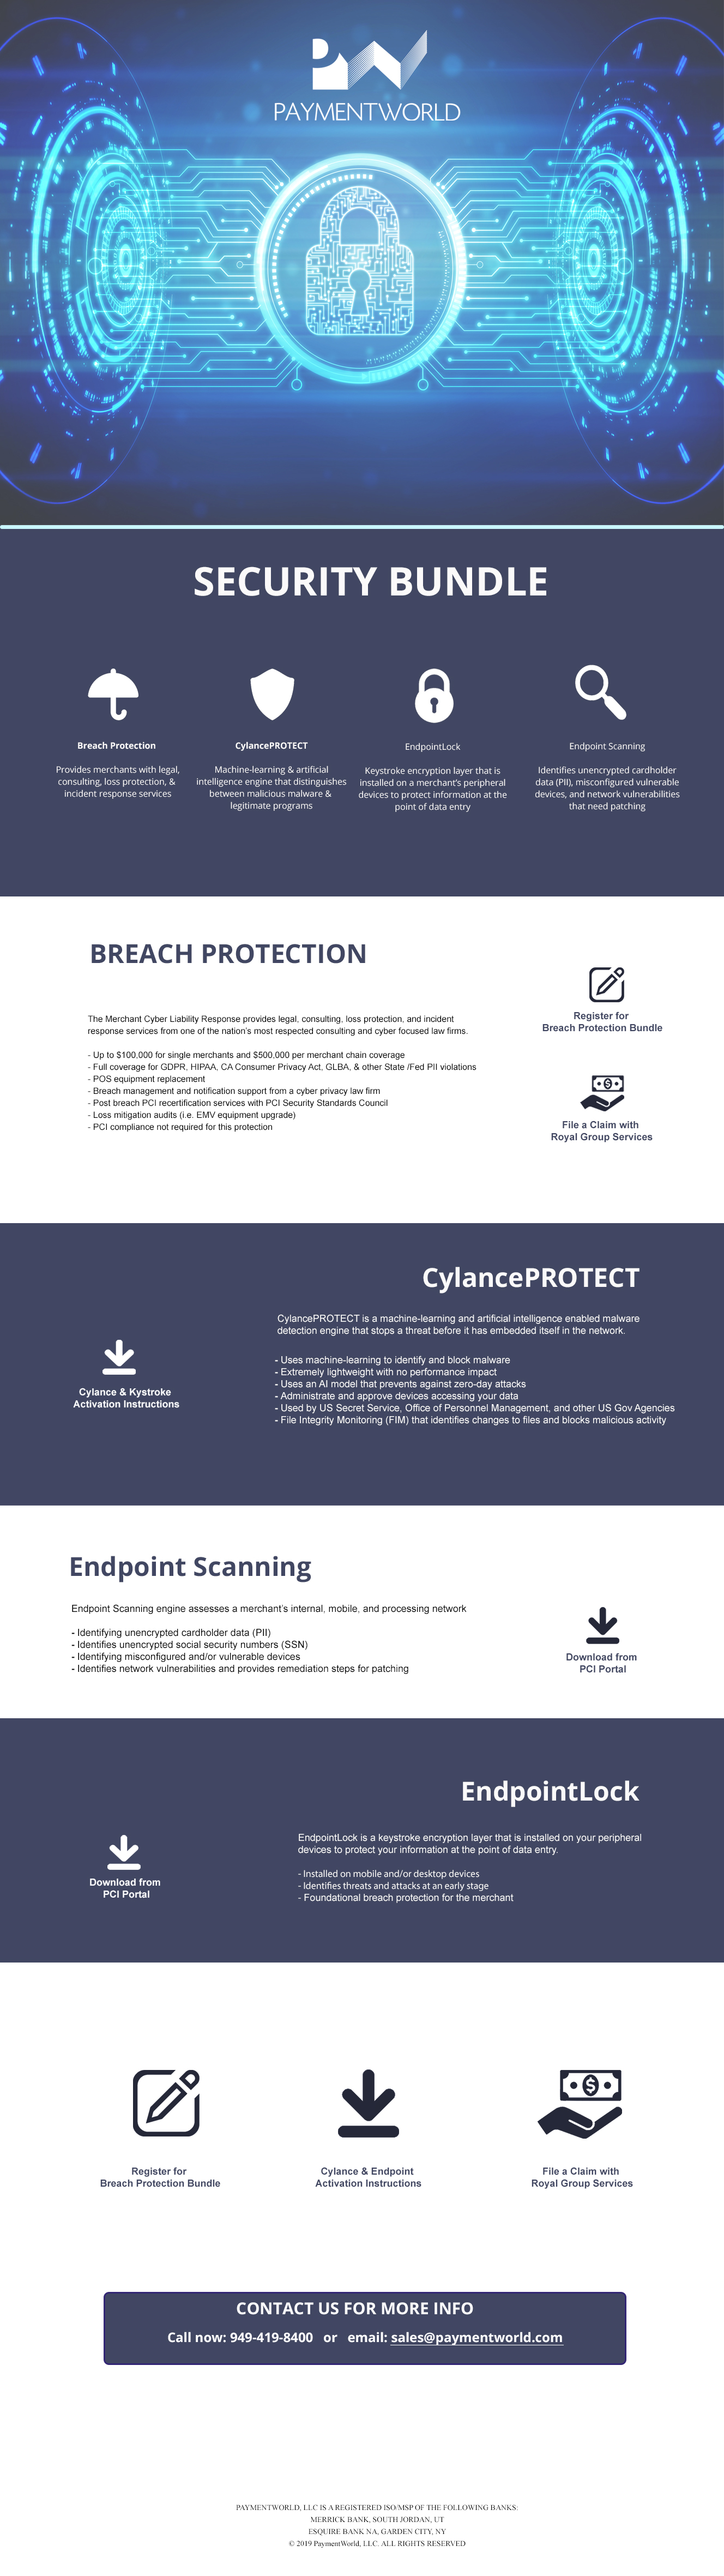 PAYMENTWORLD
SECURITY BUNDLE
Breach Protection
Provides merchants with legal,
consulting, loss protection, &
incident response services
CylancePROTECT
Machine-learning & artificial
intelligence engine that distinguishes
between malicious malware &
legitimate programs
EndpointLock
Keystroke encryption layer that is
installed on a merchant's peripheral
devices to protect information at the
point of data entry
Endpoint Scanning
Identifies unencrypted cardholder
data (PII), misconfigured vulnerable
devices, and network vulnerabilities
that need patching
BREACH PROTECTION
The Merchant Cyber Liability Response provides legal, consulting, loss protection, and incident
response services from one of the nation's most respected consulting and cyber focused law firms.
- Up to $100,000 for single merchants and $500,000 per merchant chain coverage
- Full coverage for GDPR, HIPAA, CA Consumer Privacy Act, GLBA, & other State /Fed PII violations
- POS equipment replacement
- Breach management and notification support from a cyber privacy law firm
- Post breach PCI recertification services with PCI Security Standards Council
- Loss mitigation audits (i.e. EMV equipment upgrade)
- PCI compliance not required for this protection
Register for
Breach Protection Bundle
File a Claim with
Royal Group Services
CylancePROTECT
CylancePROTECT is a machine-learning and artificial intelligence enabled malware
detection engine that stops a threat before it has embedded itself in the network.
- Uses machine-learning to identify and block malware
- Extremely lightweight with no performance impact
- Uses an AI model that prevents against zero-day attacks
- Administrate and approve devices accessing your data
- Used by US Secret Service, Office of Personnel Management, and other US Gov Agencies
- File Integrity Monitoring (FIM) that identifies changes to files and blocks malicious activity
Cylance & Kystroke
Activation Instructions
Endpoint Scanning
Endpoint Scanning engine assesses a merchant's internal, mobile, and processing network
- Identifying unencrypted cardholder data (PII)
- Identifies unencrypted social security numbers (SSN)
- Identifying misconfigured and/or vulnerable devices
- Identifies network vulnerabilities and provides remediation steps for patching
Download from
PCI Portal
EndpointLock
EndpointLock is a keystroke encryption layer that is installed on your peripheral
devices to protect your information at the point of data entry.
- Installed on mobile and/or desktop devices
- Identifies threats and attacks at an early stage
- Foundational breach protection for the merchant
Download from
PCI Portal
Register for
Breach Protection Bundle
Cylance & Endpoint
Activation Instructions
File a Claim with
Royal Group Services
CONTACT US FOR MORE INFO
Call now: 949-419-8400 or email: sales@paymentworld.com
PAYMENTWORLD, LLC IS A REGISTERED ISO/MSP OF THE FOLLOWING BANKS:
MERRICK BANK, SOUTH JORDAN, UT
ESQUIRE BANK NA, GARDEN CITY, NY
© 2019 PaymentWorld, LLC. ALL RIGHTS RESERVED